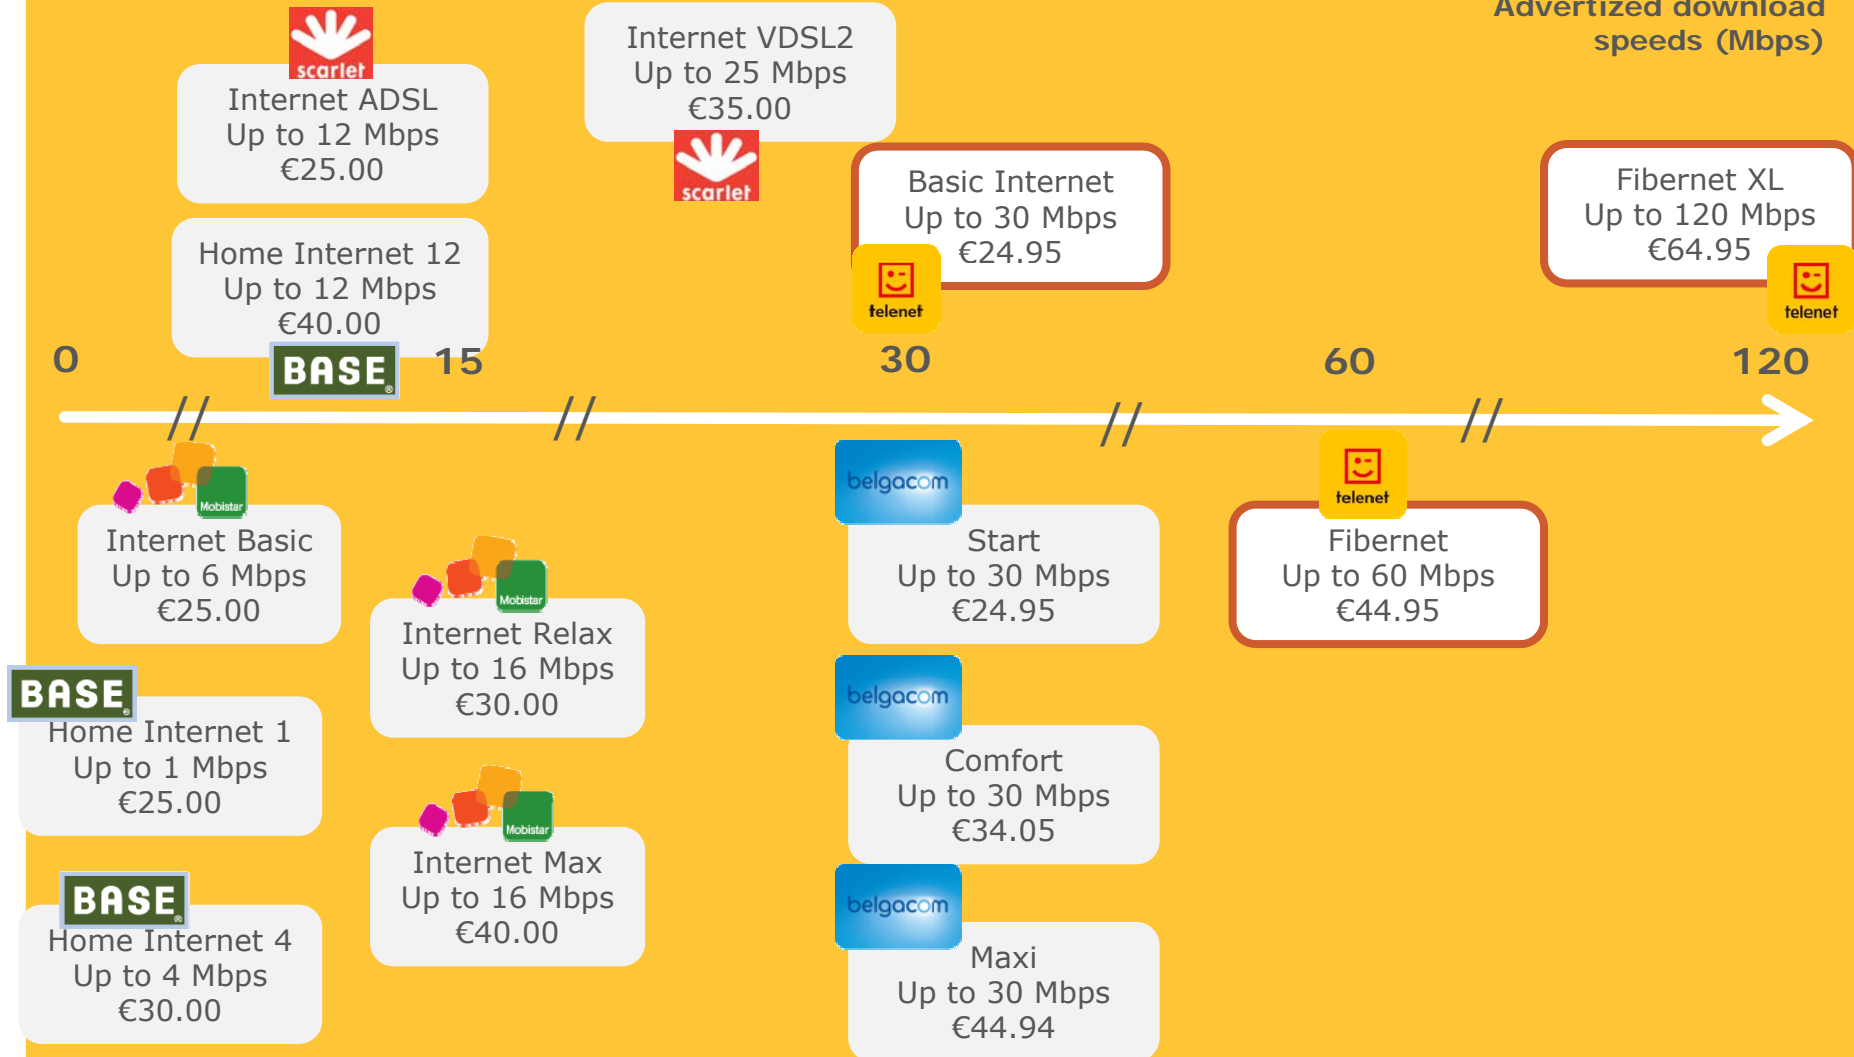 Advertized download
speeds (Mbps)
scarlet
Internet ADSL
Up to 12 Mbps
€25.00
Internet VDSL2
Up to 25 Mbps
€35.00
scarlet
Basic Internet
Up to 30 Mbps
€24.95
telenet
Fibernet XL
Up to 120 Mbps
€64.95
telenet
Home Internet 12
Up to 12 Mbps
€40.00
BASE
0 15 30 60 120
Mobistar
Internet Basic
Up to 6 Mbps
€25.00
Mobistar
Internet Relax
Up to 16 Mbps
€30.00
belgacom
Start
Up to 30 Mbps
€24.95
telenet
Fibernet
Up to 60 Mbps
€44.95
BASE
Home Internet 1
Up to 1 Mbps
€25.00
Mobistar
Internet Max
Up to 16 Mbps
€40.00
belgacom
Comfort
Up to 30 Mbps
€34.05
BASE
Home Internet 4
Up to 4 Mbps
€30.00
belgacom
Maxi
Up to 30 Mbps
€44.94